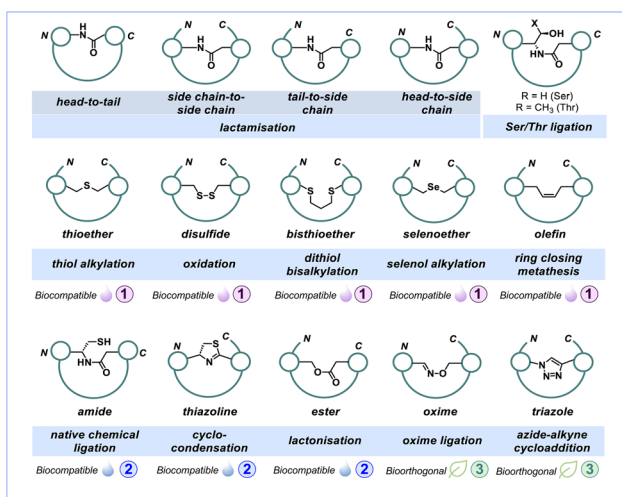 N H N O C
N H N O C
N H N O C
N H N O C
N X OH HN O C
head-to-tail
side chain-to-
side chain
tail-to-side
chain
head-to-side
chain
R = H (Ser)
R = CH3 (Thr)
lactamisation
Ser/Thr ligation
N S C
N S-S C
N S S C
N Se C
N C
thioether
disulfide
bisthioether
selenoether
olefin
thiol alkylation
oxidation
dithiol
bisalkylation
selenol alkylation
ring closing
metathesis
Biocompatible 1
Biocompatible 1
Biocompatible 1
Biocompatible 1
Biocompatible 1
N SH HN O C
N S N C
N O O C
N N O C
N N N=N C
amide
thiazoline
ester
oxime
triazole
native chemical
ligation
cyclo-
condensation
lactonisation
oxime ligation
azide-alkyne
cycloaddition
Biocompatible 2
Biocompatible 2
Biocompatible 2
Bioorthogonal 3
Bioorthogonal 3